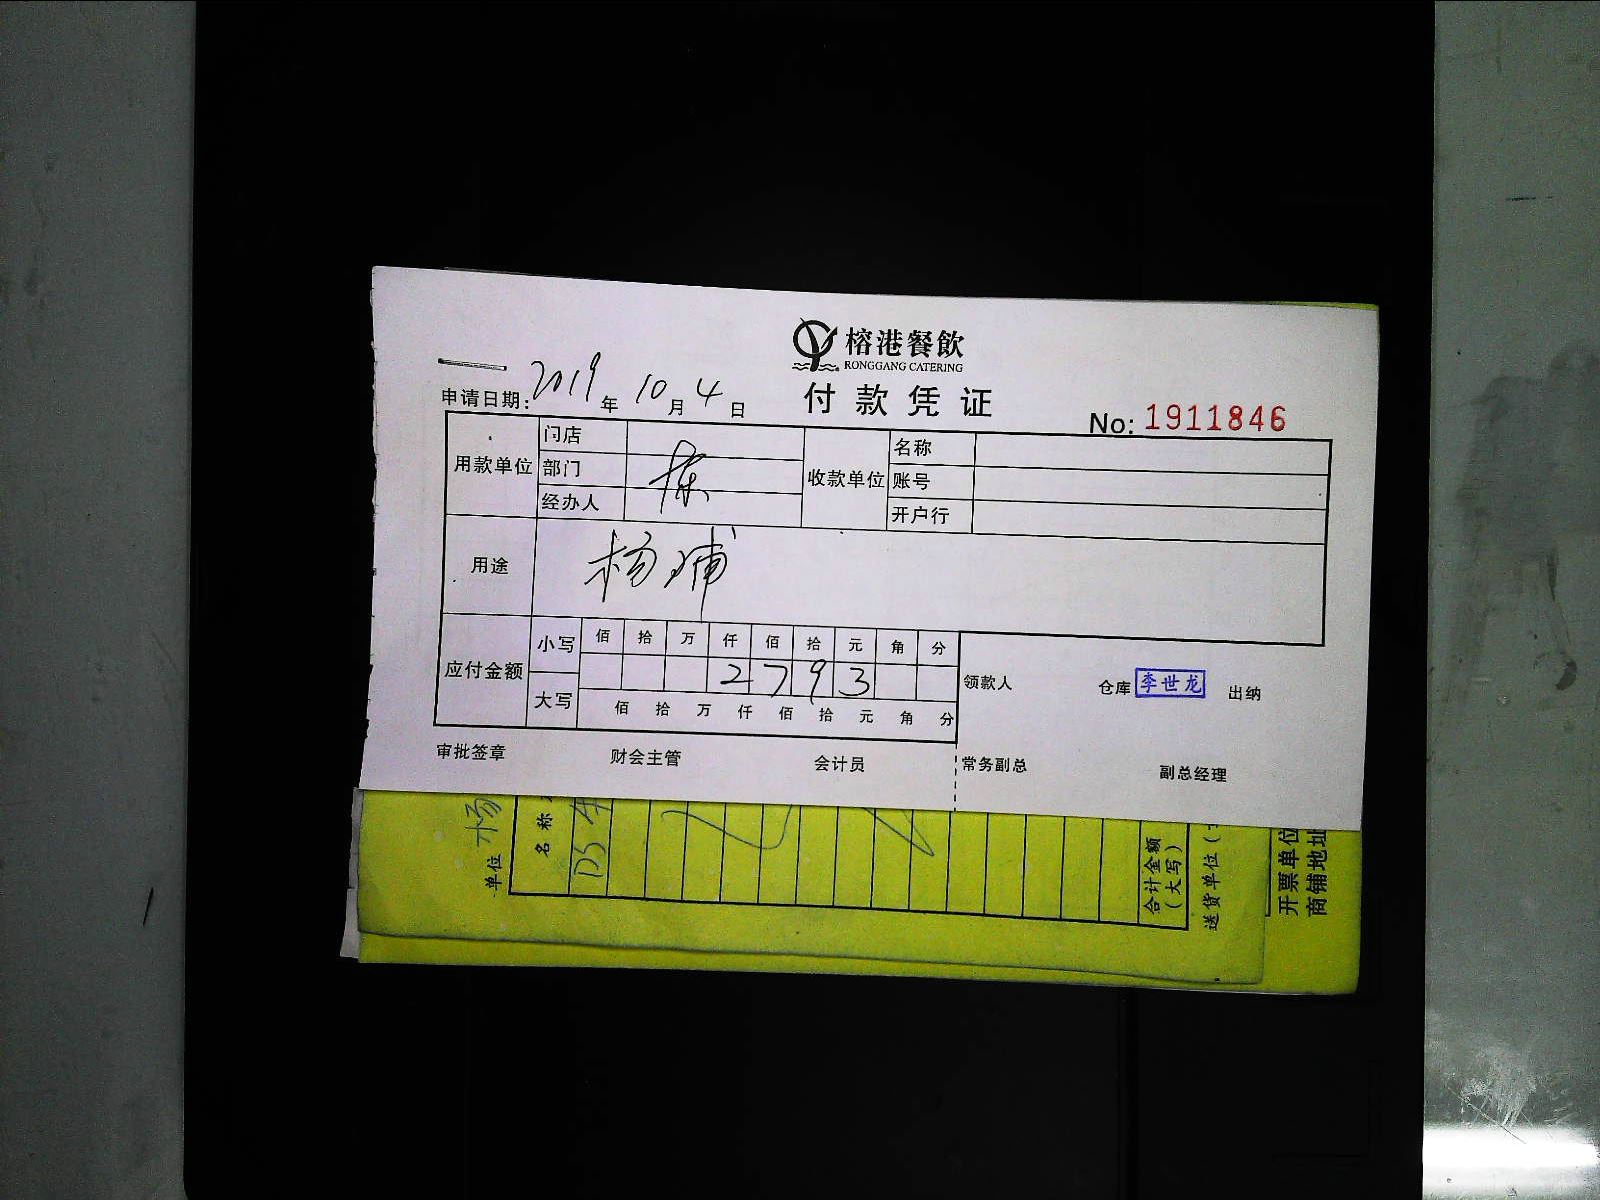 榕港餐飲
RONGGANG CATERING
付款凭证
申请日期: 2019年10月4日
No: 1911846
用款单位 门店 收款单位 名称
部门 账号
经办人 开户行
用途 杨浦
应付金额 小写 佰 拾 万 仟 佰 拾 元 角 分
2 7 9 3
领款人 仓库 李世龙 出纳
大写 佰 拾 万 仟 佰 拾 元 角 分
审批签章 财会主管 会计员 常务副总 副总经理
单位 杨
名称
合计金额
(大写)
送货单位(
开票单位
商铺地址